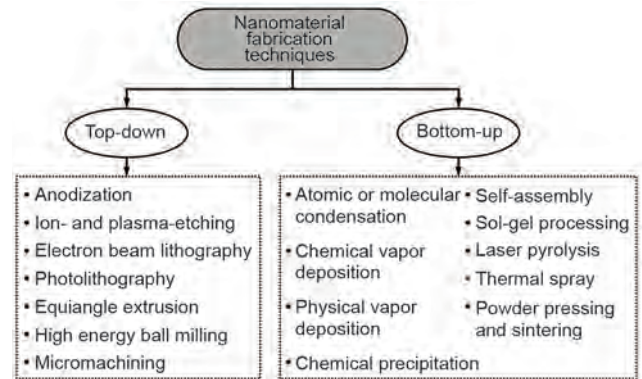 Nanomaterial
fabrication
techniques
Top-down
Bottom-up
• Anodization
• Ion- and plasma-etching
• Electron beam lithography
• Photolithography
• Equiangle extrusion
• High energy ball milling
• Micromachining
• Atomic or molecular
condensation
• Chemical vapor
deposition
• Physical vapor
deposition
• Chemical precipitation
• Self-assembly
• Sol-gel processing
• Laser pyrolysis
• Thermal spray
• Powder pressing
and sintering